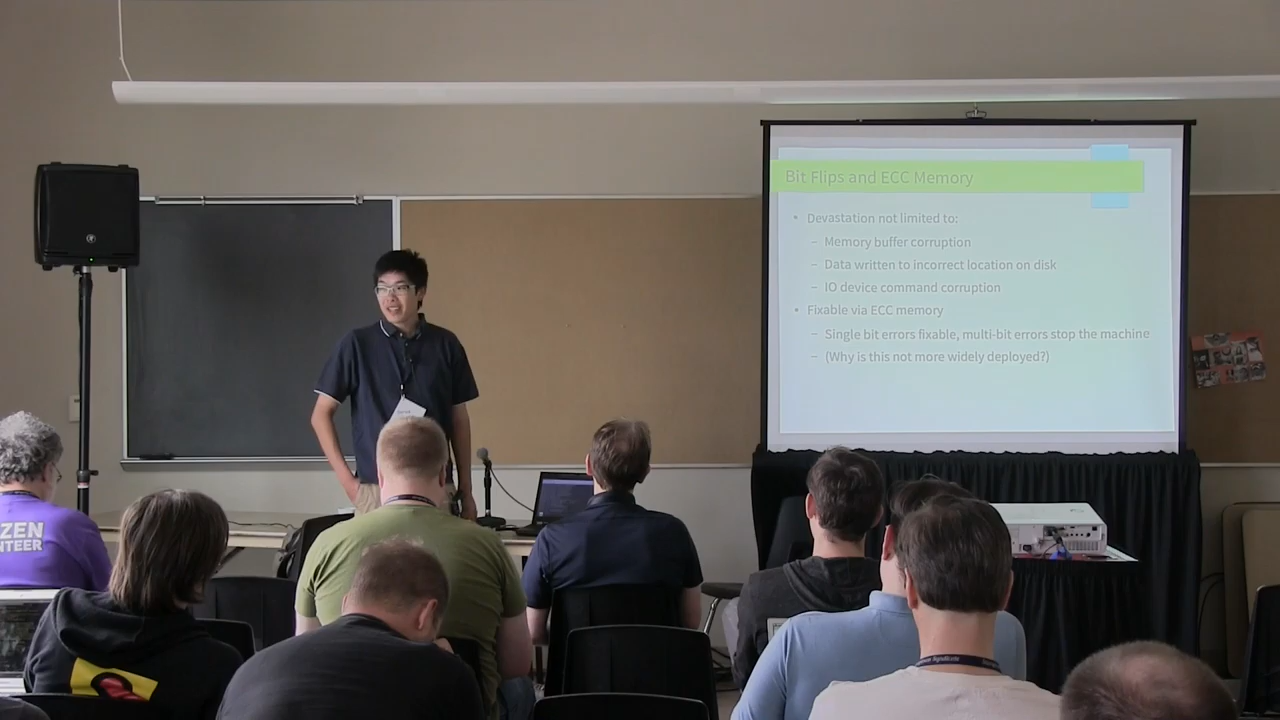 Bit Flips and ECC Memory
• Devastation not limited to:
– Memory buffer corruption
– Data written to incorrect location on disk
– IO device command corruption
• Fixable via ECC memory
– Single bit errors fixable, multi-bit errors stop the machine
– (Why is this not more widely deployed?)
ZEN
NTEER